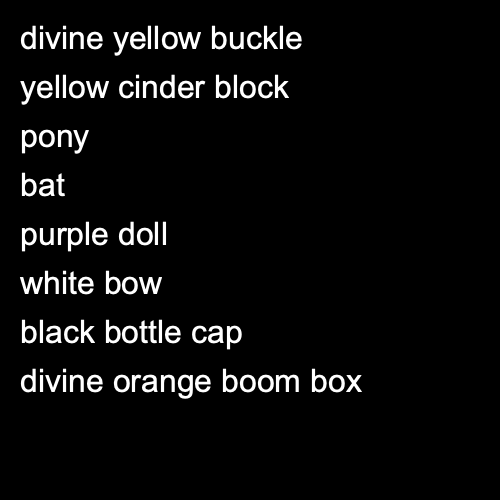 divine yellow buckle
yellow cinder block
pony
bat
purple doll
white bow
black bottle cap
divine orange boom box